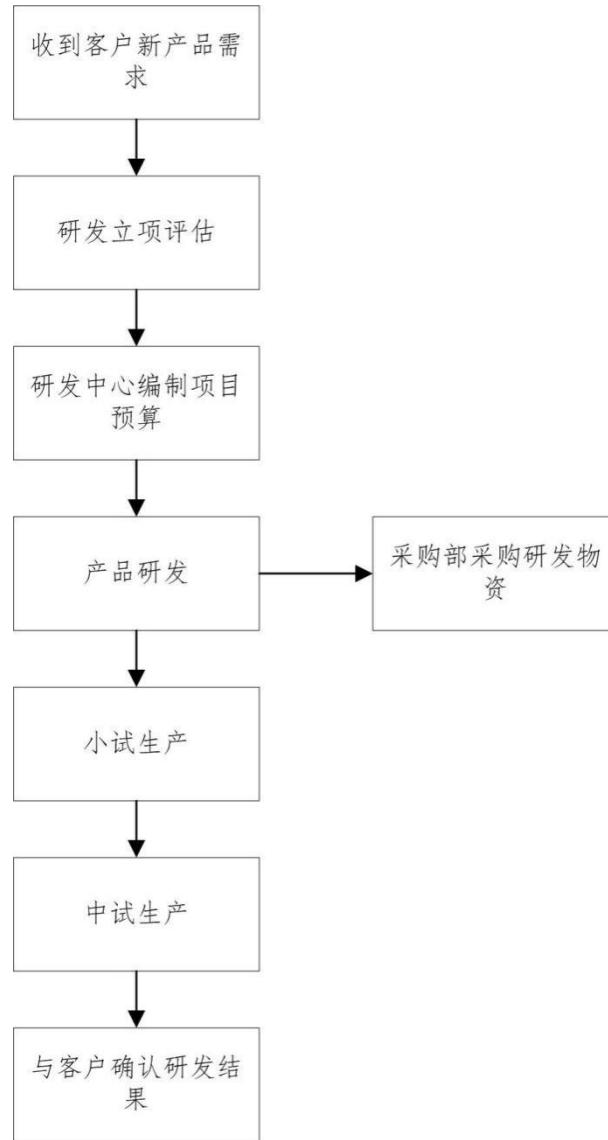 收到客户新产品需
求
研发立项评估
研发中心编制项目
预算
产品研发
采购部采购研发物
资
小试生产
中试生产
与客户确认研发结
果